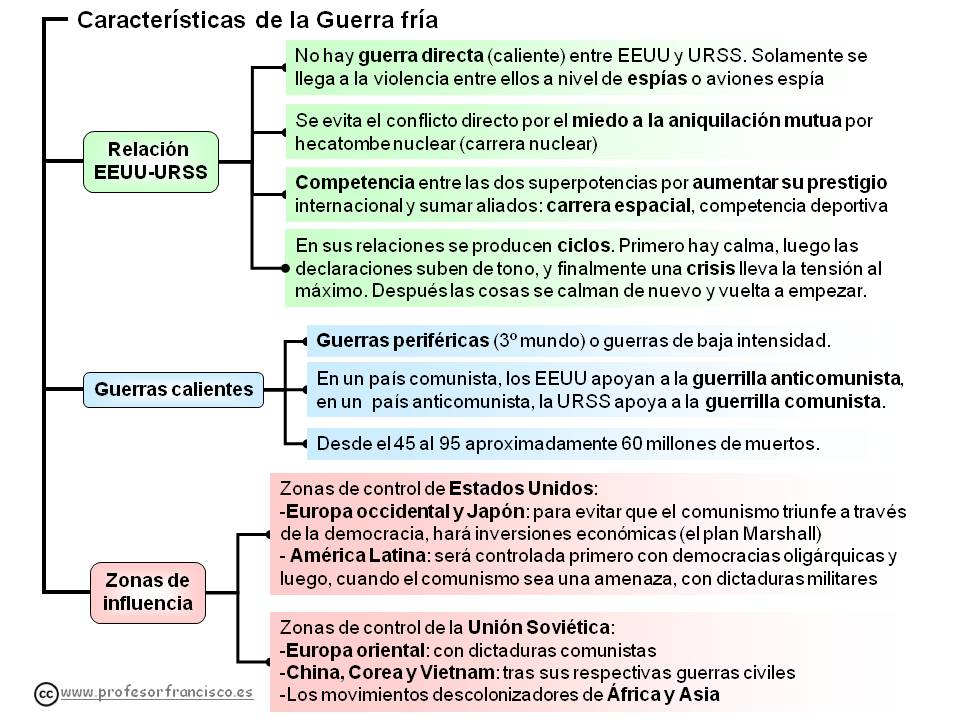 Características de la Guerra fría
Relación
EEUU-URSS
No hay guerra directa (caliente) entre EEUU y URSS. Solamente se
llega a la violencia entre ellos a nivel de espías o aviones espía
Se evita el conflicto directo por el miedo a la aniquilación mutua por
hecatombe nuclear (carrera nuclear)
Competencia entre las dos superpotencias por aumentar su prestigio
internacional y sumar aliados: carrera espacial, competencia deportiva
En sus relaciones se producen ciclos. Primero hay calma, luego las
declaraciones suben de tono, y finalmente una crisis lleva la tensión al
máximo. Después las cosas se calman de nuevo y vuelta a empezar.
Guerras calientes
Guerras periféricas (3º mundo) o guerras de baja intensidad.
En un país comunista, los EEUU apoyan a la guerrilla anticomunista,
en un país anticomunista, la URSS apoya a la guerrilla comunista.
Desde el 45 al 95 aproximadamente 60 millones de muertos.
Zonas de
influencia
Zonas de control de Estados Unidos:
-Europa occidental y Japón: para evitar que el comunismo triunfe a través
de la democracia, hará inversiones económicas (el plan Marshall)
- América Latina: será controlada primero con democracias oligárquicas y
luego, cuando el comunismo sea una amenaza, con dictaduras militares
Zonas de control de la Unión Soviética:
-Europa oriental: con dictaduras comunistas
-China, Corea y Vietnam: tras sus respectivas guerras civiles
-Los movimientos descolonizadores de África y Asia
cc www.profesorfrancisco.es